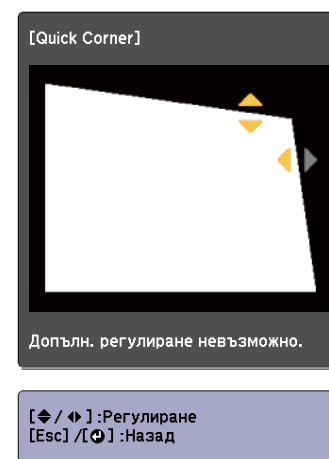 [Quick Corner]
Допълн. регулиране невъзможно.
[◆/◆]:Регулиране
[Esc] /[⏎] :Назад